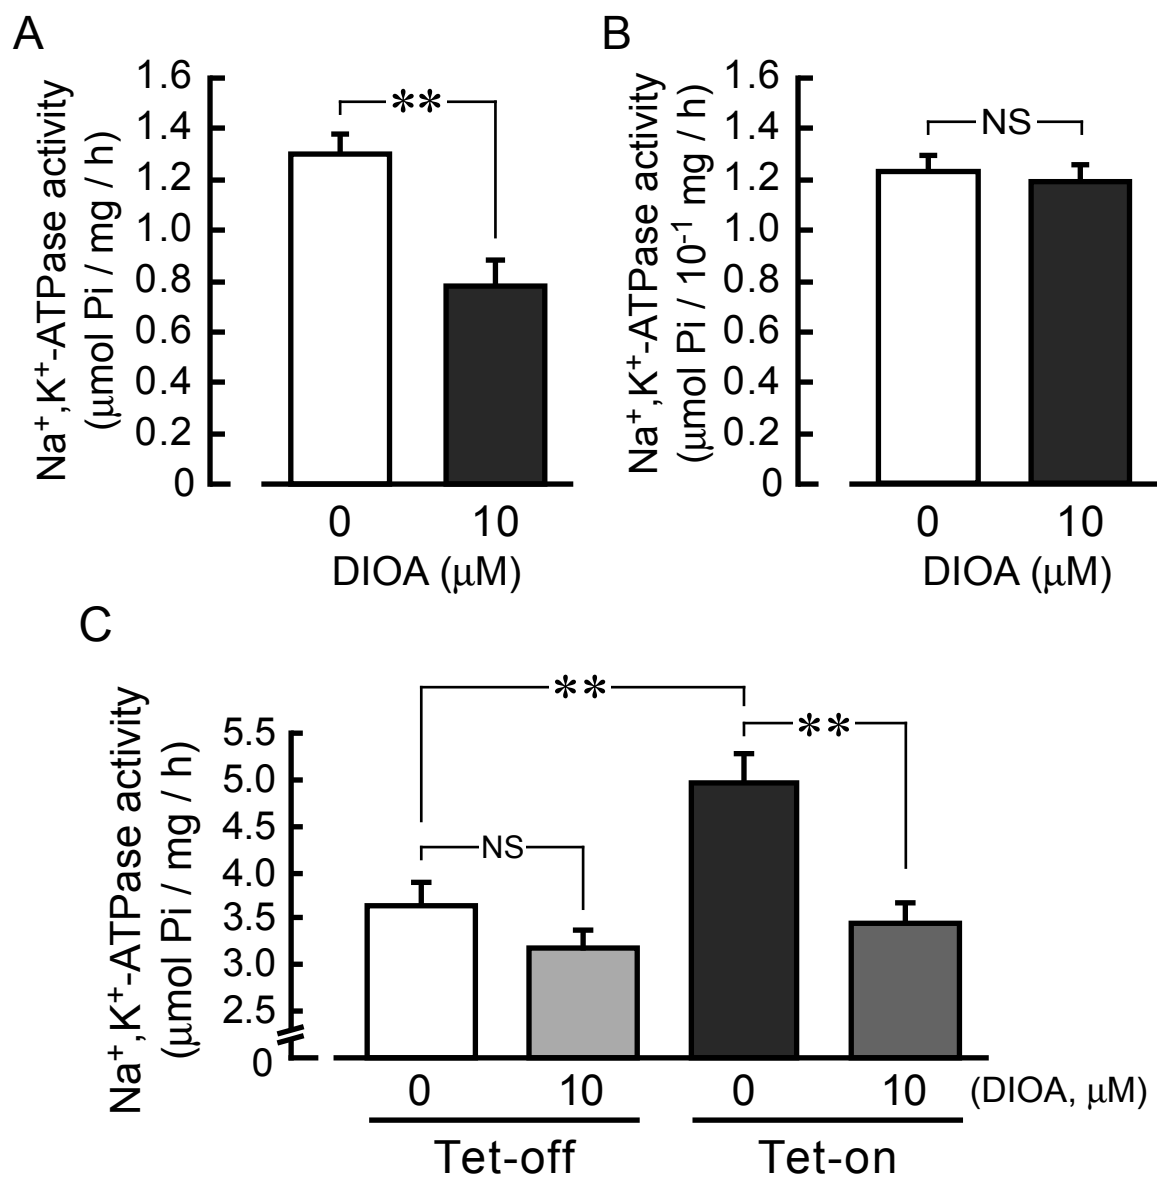 A
Na+,K+-ATPase activity
(μmol Pi / mg / h)
1.6
1.4
1.2
1.0
0.8
0.6
0.4
0.2
0
**
0 10
DIOA (μM)
B
Na+,K+-ATPase activity
(μmol Pi / 10-1 mg / h)
1.6
1.4
1.2
1.0
0.8
0.6
0.4
0.2
0
NS
0 10
DIOA (μM)
C
Na+,K+-ATPase activity
(μmol Pi / mg / h)
5.5
5.0
4.5
4.0
3.5
3.0
2.5
0
**
**
NS
0 10 0 10 (DIOA, μM)
Tet-off Tet-on